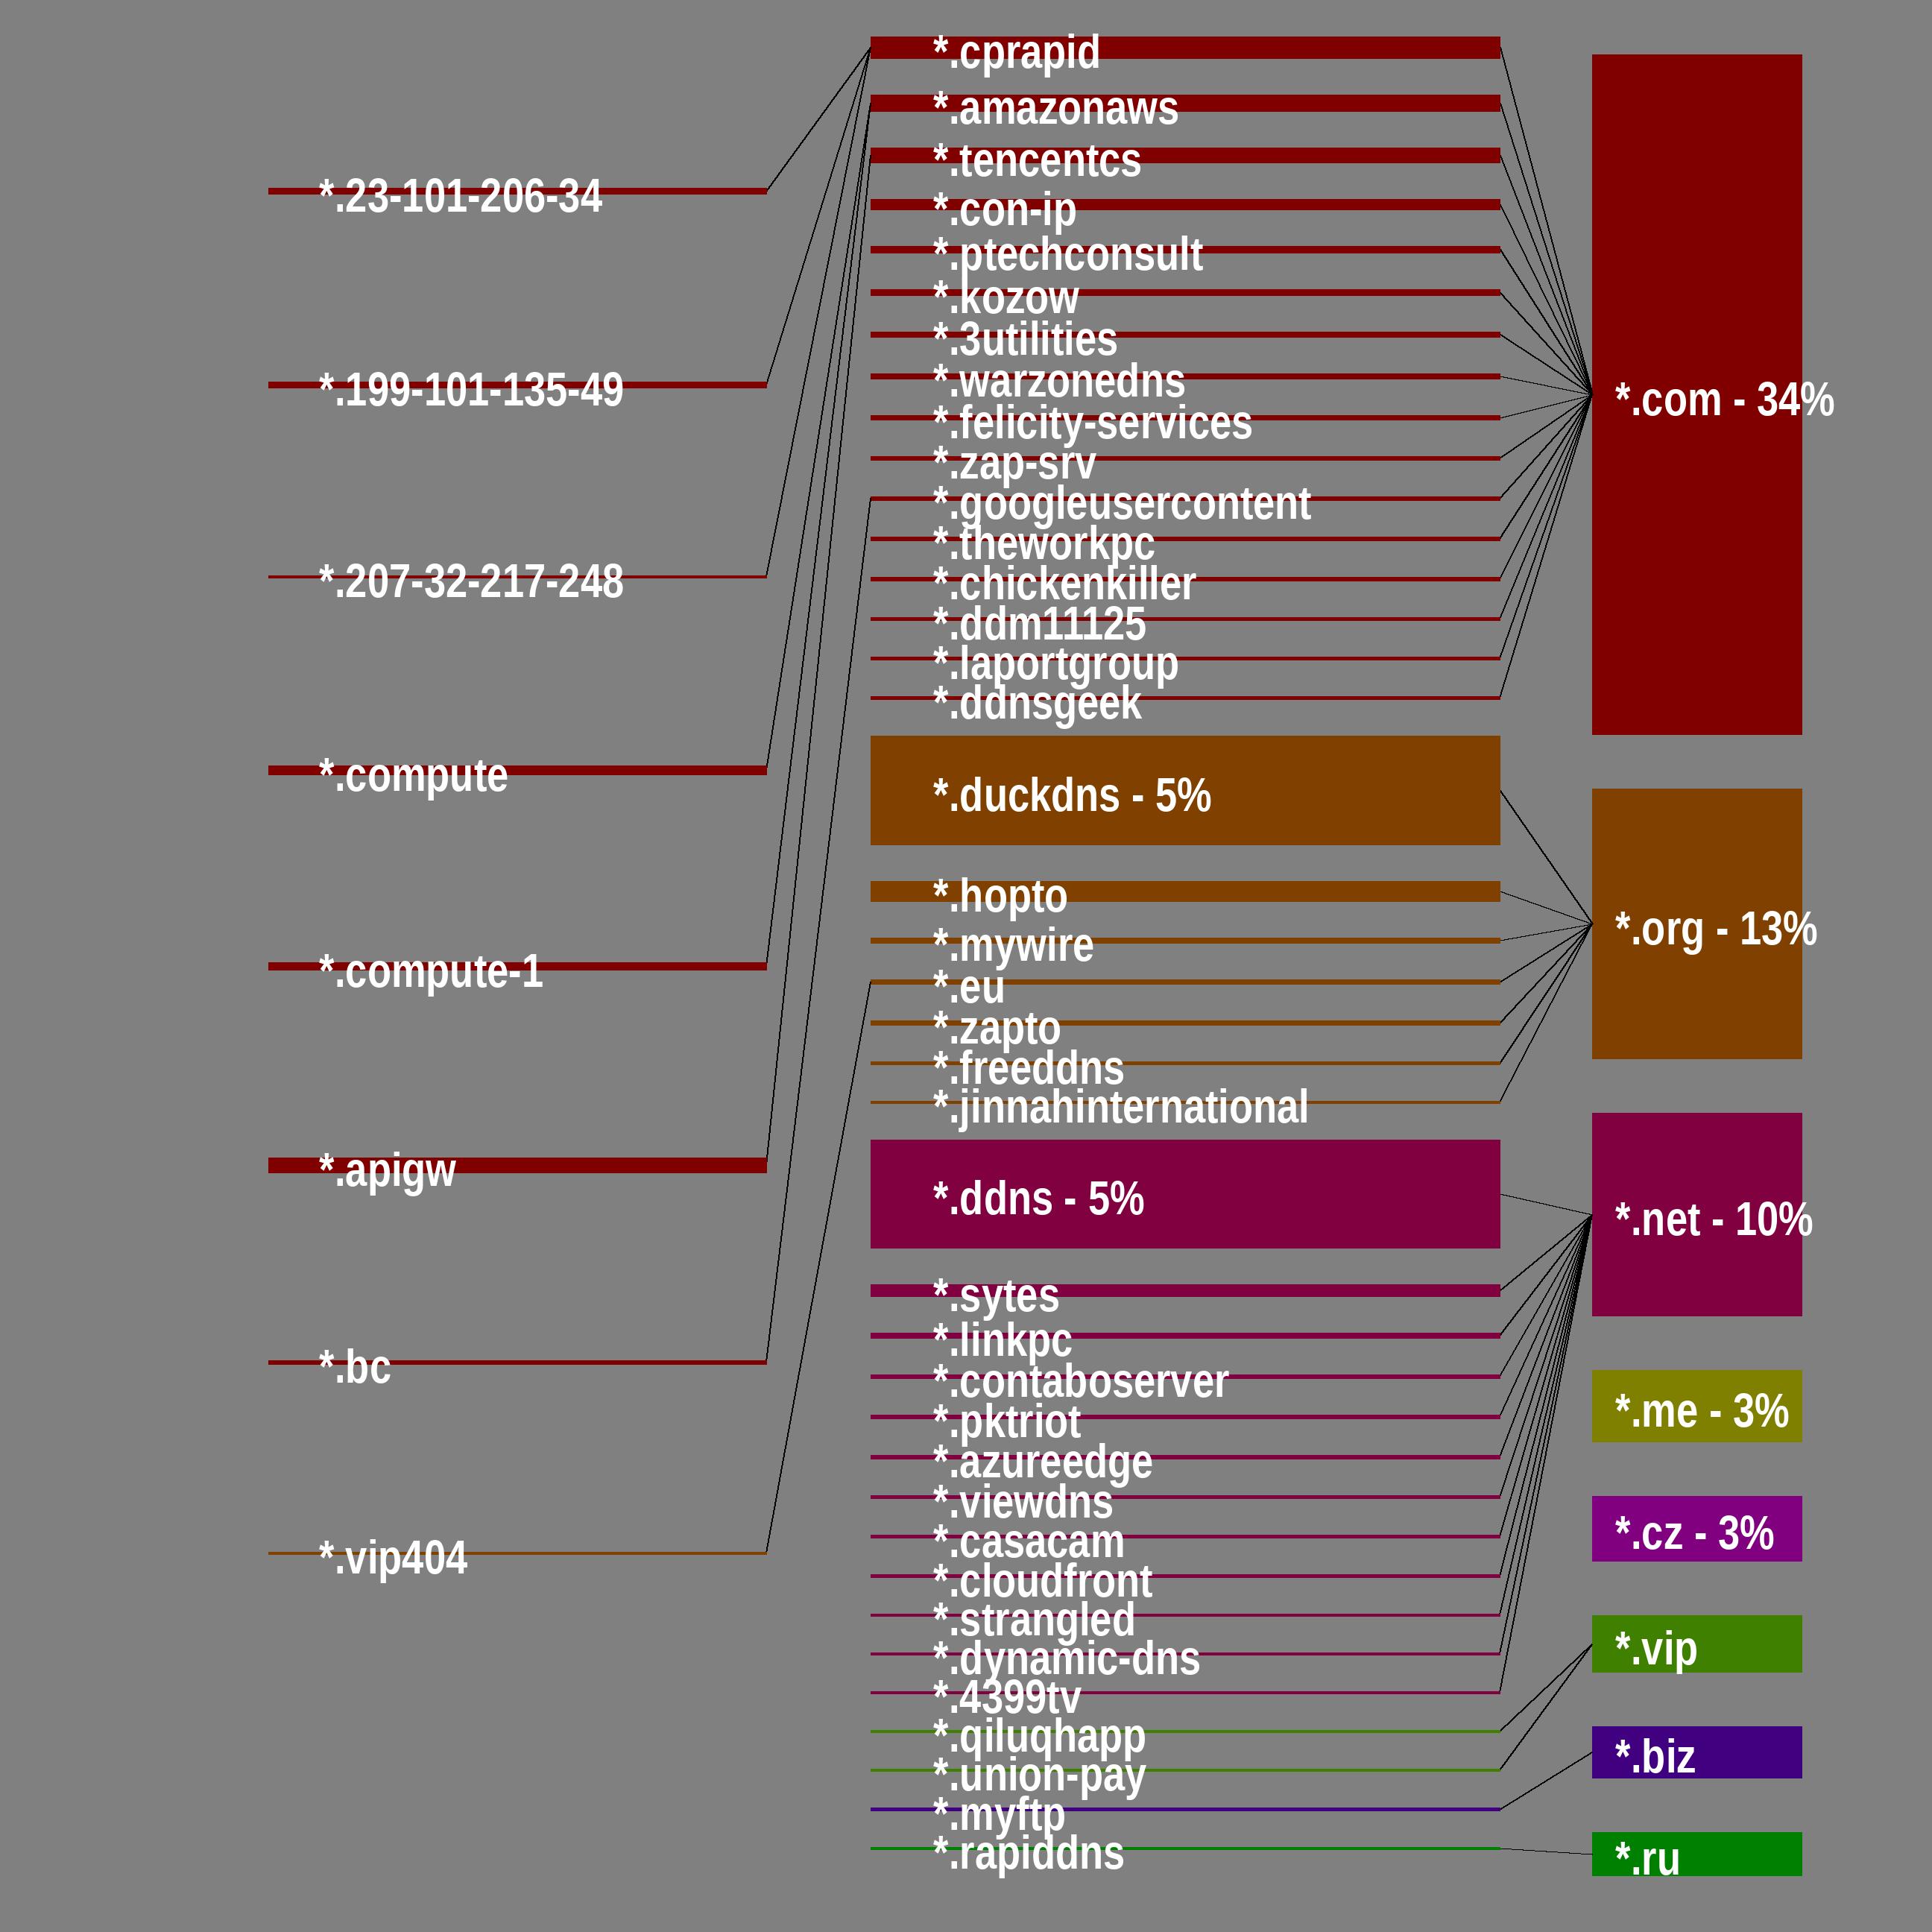 *.23-101-206-34
*.199-101-135-49
*.207-32-217-248
*.compute
*.compute-1
*.apigw
*.bc
*.vip404
*.cprapid
*.amazonaws
*.tencentcs
*.con-ip
*.ptechconsult
*.kozow
*.3utilities
*.warzonedns
*.felicity-services
*.zap-srv
*.googleusercontent
*.theworkpc
*.chickenkiller
*.ddm11125
*.laportgroup
*.ddnsgeek
*.duckdns - 5%
*.hopto
*.mywire
*.eu
*.zapto
*.freeddns
*.jinnahinternational
*.ddns - 5%
*.sytes
*.linkpc
*.contaboserver
*.pktriot
*.azureedge
*.viewdns
*.casacam
*.cloudfront
*.strangled
*.dynamic-dns
*.4399tv
*.qiluqhapp
*.union-pay
*.myftp
*.rapiddns
*.com - 34%
*.org - 13%
*.net - 10%
*.me - 3%
*.cz - 3%
*.vip
*.biz
*.ru